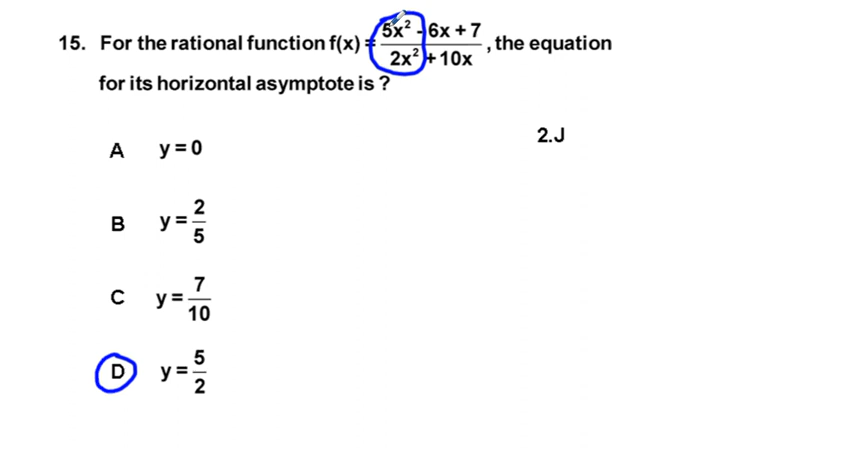 15. For the rational function f(x) = 5x² - 6x + 7 / 2x² + 10x , the equation
for its horizontal asymptote is ?
2.J
A y = 0
B y = 2/5
C y = 7/10
D y = 5/2